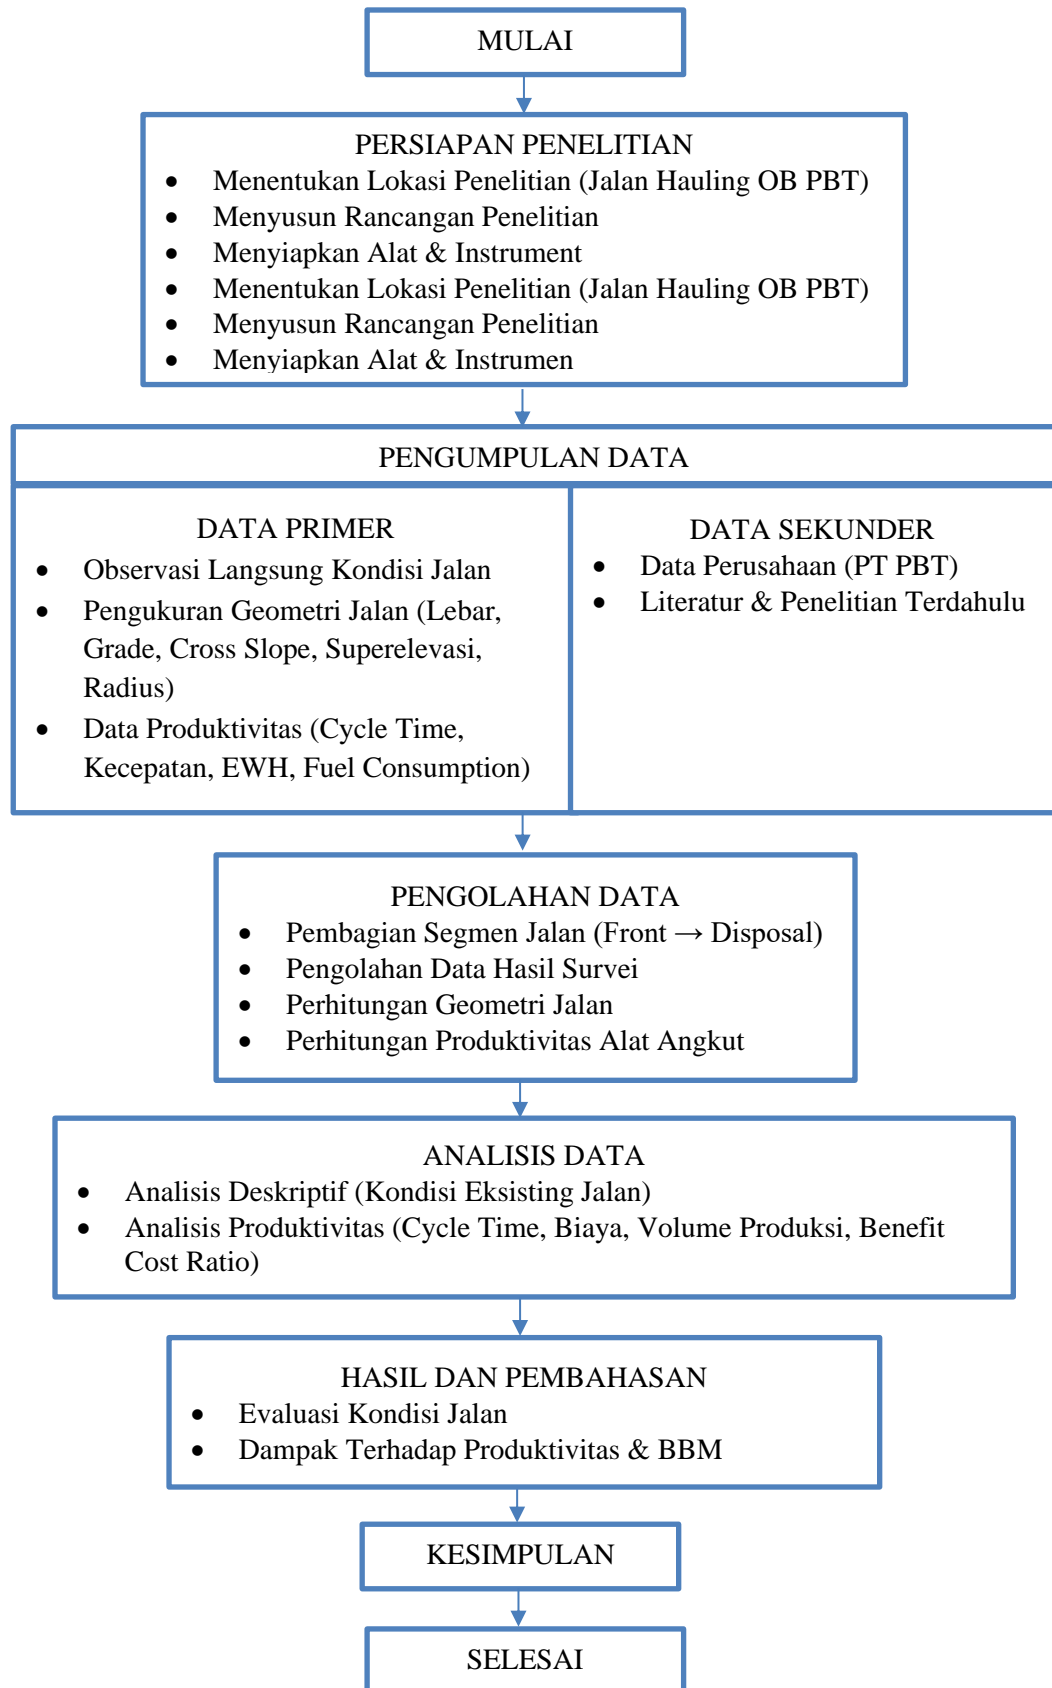 MULAI
PERSIAPAN PENELITIAN
• Menentukan Lokasi Penelitian (Jalan Hauling OB PBT)
• Menyusun Rancangan Penelitian
• Menyiapkan Alat & Instrument
• Menentukan Lokasi Penelitian (Jalan Hauling OB PBT)
• Menyusun Rancangan Penelitian
• Menyiapkan Alat & Instrumen
PENGUMPULAN DATA
DATA PRIMER
• Observasi Langsung Kondisi Jalan
• Pengukuran Geometri Jalan (Lebar,
Grade, Cross Slope, Superelevasi,
Radius)
• Data Produktivitas (Cycle Time,
Kecepatan, EWH, Fuel Consumption)
DATA SEKUNDER
• Data Perusahaan (PT PBT)
• Literatur & Penelitian Terdahulu
PENGOLAHAN DATA
• Pembagian Segmen Jalan (Front → Disposal)
• Pengolahan Data Hasil Survei
• Perhitungan Geometri Jalan
• Perhitungan Produktivitas Alat Angkut
ANALISIS DATA
• Analisis Deskriptif (Kondisi Eksisting Jalan)
• Analisis Produktivitas (Cycle Time, Biaya, Volume Produksi, Benefit
Cost Ratio)
HASIL DAN PEMBAHASAN
• Evaluasi Kondisi Jalan
• Dampak Terhadap Produktivitas & BBM
KESIMPULAN
SELESAI